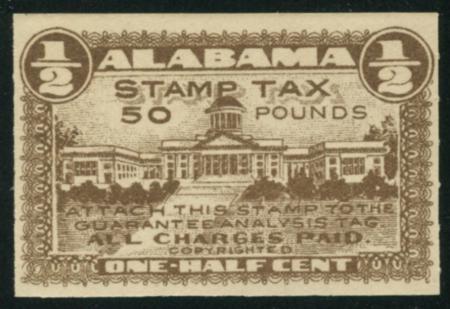 1/2 ALABAMA 1/2
STAMP TAX
50 POUNDS
ATTACH THIS STAMP TO THE
GUARANTEE ANALYSIS TAG.
ALL CHARGES PAID.
COPYRIGHTED
ONE-HALF CENT